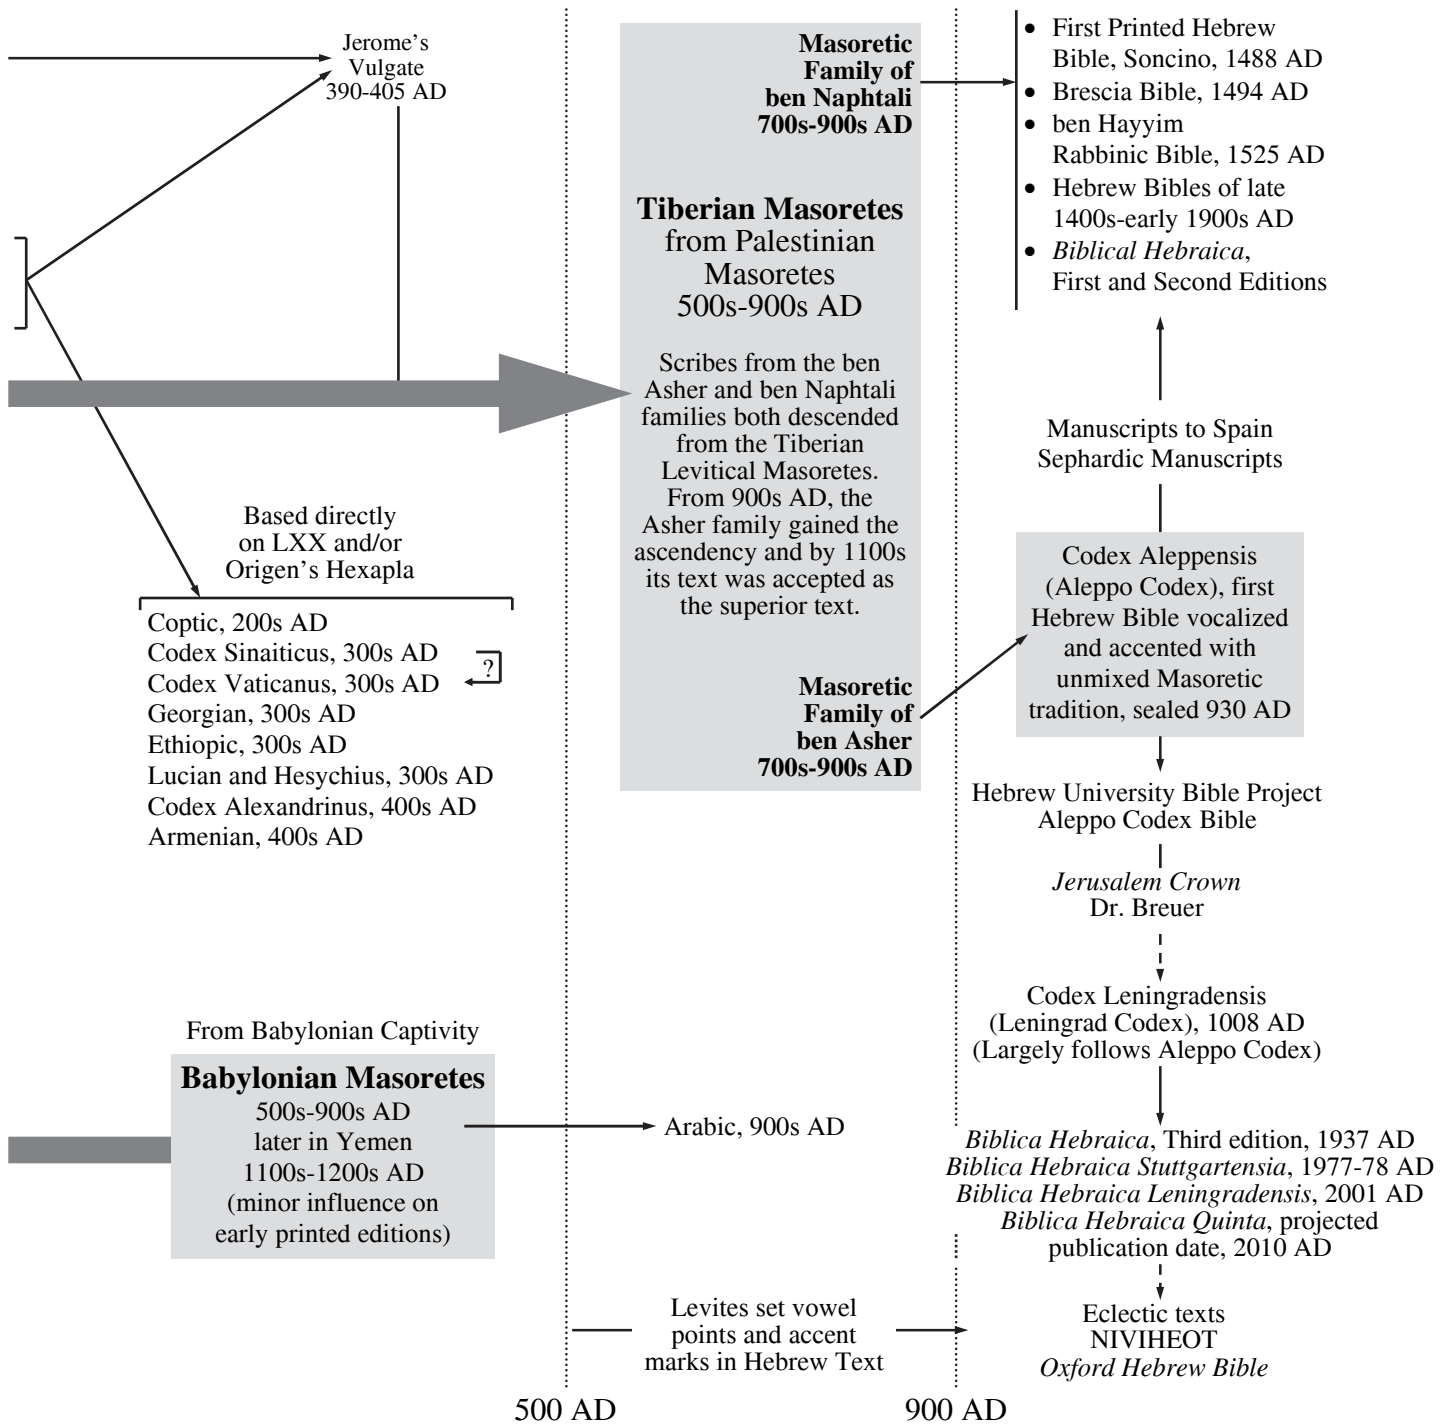 Jerome's
Vulgate
390-405 AD
Based directly
on LXX and/or
Origen's Hexapla
Coptic, 200s AD
Codex Sinaiticus, 300s AD
?
Codex Vaticanus, 300s AD
Georgian, 300s AD
Ethiopic, 300s AD
Lucian and Hesychius, 300s AD
Codex Alexandrinus, 400s AD
Armenian, 400s AD
From Babylonian Captivity
Babylonian Masoretes
500s-900s AD
later in Yemen
1100s-1200s AD
(minor influence on
early printed editions)
Masoretic
Family of
ben Naphtali
700s-900s AD
Tiberian Masoretes
from Palestinian
Masoretes
500s-900s AD
Scribes from the ben
Asher and ben Naphtali
families both descended
from the Tiberian
Levitical Masoretes.
From 900s AD, the
Asher family gained the
ascendency and by 1100s
its text was accepted as
the superior text.
Masoretic
Family of
ben Asher
700s-900s AD
Arabic, 900s AD
Levites set vowel
points and accent
marks in Hebrew Text
• First Printed Hebrew
Bible, Soncino, 1488 AD
• Brescia Bible, 1494 AD
• ben Hayyim
Rabbinic Bible, 1525 AD
• Hebrew Bibles of late
1400s-early 1900s AD
• Biblical Hebraica,
First and Second Editions
Manuscripts to Spain
Sephardic Manuscripts
Codex Aleppensis
(Aleppo Codex), first
Hebrew Bible vocalized
and accented with
unmixed Masoretic
tradition, sealed 930 AD
Hebrew University Bible Project
Aleppo Codex Bible
Jerusalem Crown
Dr. Breuer
Codex Leningradensis
(Leningrad Codex), 1008 AD
(Largely follows Aleppo Codex)
Biblica Hebraica, Third edition, 1937 AD
Biblica Hebraica Stuttgartensia, 1977-78 AD
Biblica Hebraica Leningradensis, 2001 AD
Biblica Hebraica Quinta, projected
publication date, 2010 AD
Eclectic texts
NIVIHEOT
Oxford Hebrew Bible
500 AD
900 AD